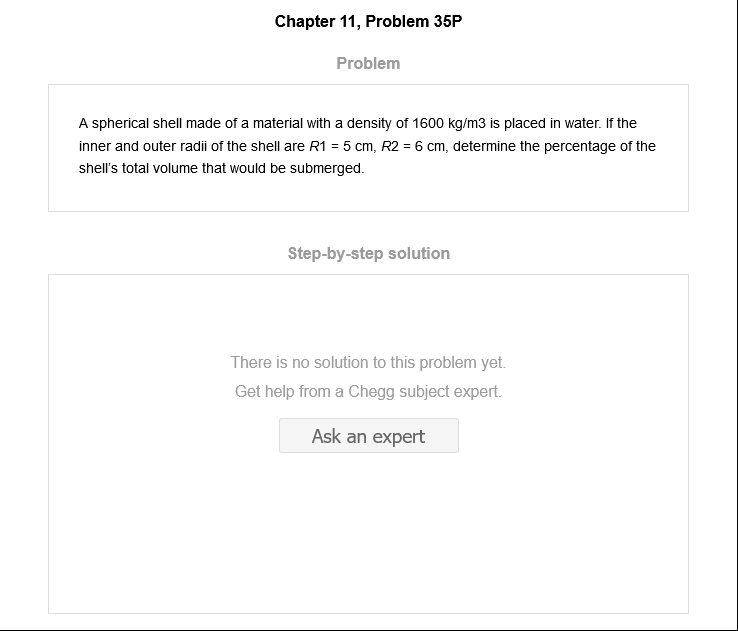 Chapter 11, Problem 35P
Problem
A spherical shell made of a material with a density of 1600 kg/m3 is placed in water. If the
inner and outer radii of the shell are R1 = 5 cm, R2 = 6 cm, determine the percentage of the
shell's total volume that would be submerged.
Step-by-step solution
There is no solution to this problem yet.
Get help from a Chegg subject expert.
Ask an expert